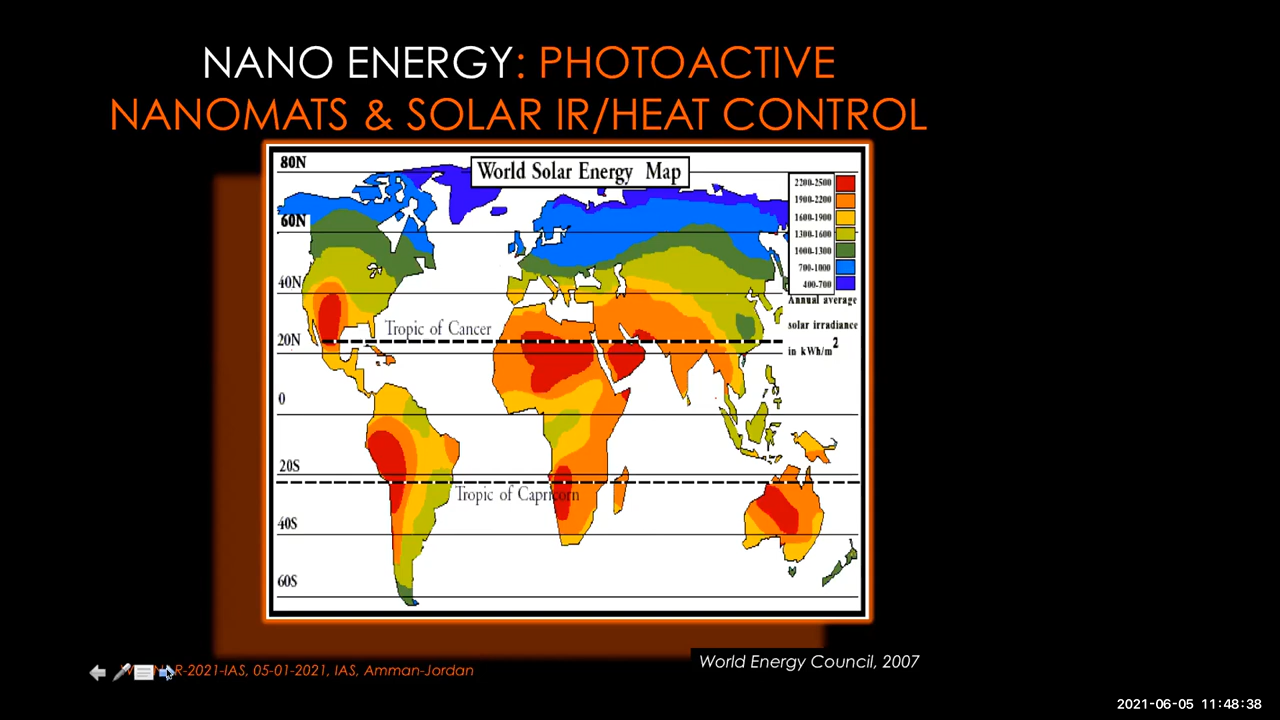 NANO ENERGY: PHOTOACTIVE
NANOMATS & SOLAR IR/HEAT CONTROL
World Solar Energy Map
80N
60N
40N
20N
0
20S
40S
60S
Tropic of Cancer
Tropic of Capricorn
2200-2500
1900-2200
1600-1900
1300-1600
1000-1300
700-1000
400-700
Annual average
solar irradiance
in kWh/m2
World Energy Council, 2007
R-2021-IAS, 05-01-2021, IAS, Amman-Jordan
2021-06-05 11:48:38